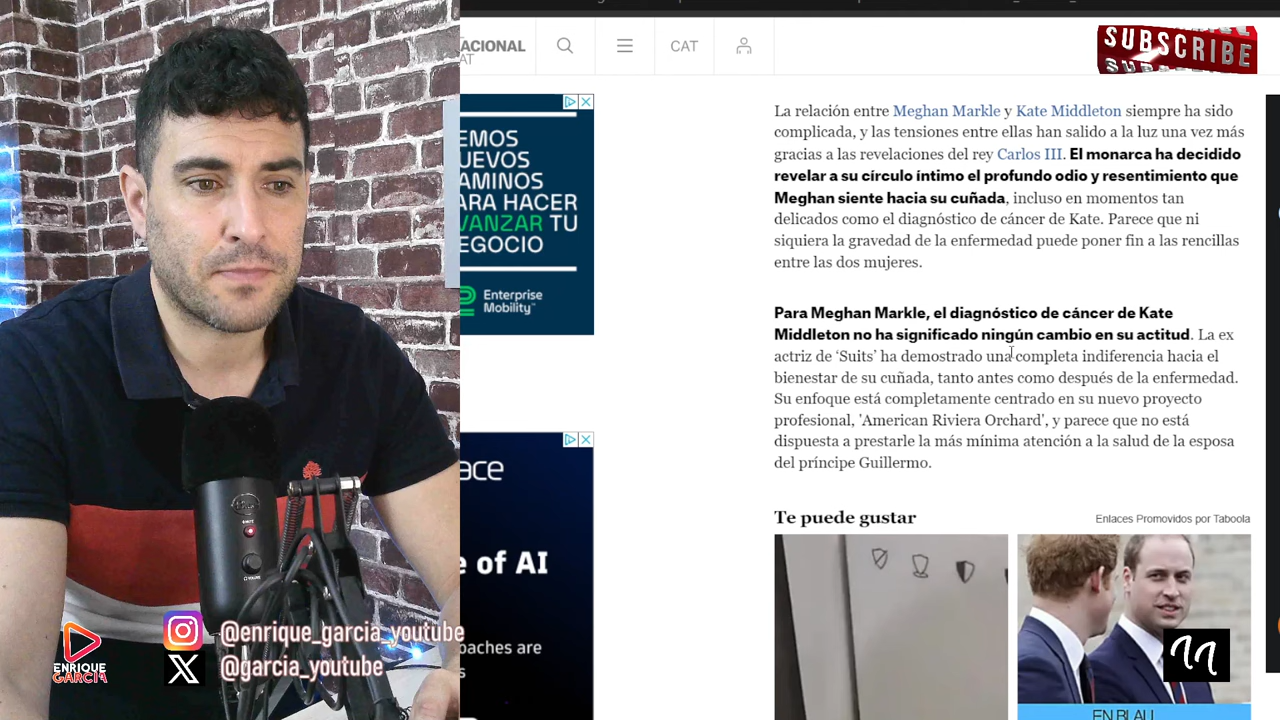 ACIONAL
AT
CAT
SUBSCRIBE
EMOS
UEVOS
AMINOS
ARA HACER
VANZAR TU
EGOCIO
Enterprise
Mobility™
La relación entre Meghan Markle y Kate Middleton siempre ha sido
complicada, y las tensiones entre ellas han salido a la luz una vez más
gracias a las revelaciones del rey Carlos III. El monarca ha decidido
revelar a su círculo íntimo el profundo odio y resentimiento que
Meghan siente hacia su cuñada, incluso en momentos tan
delicados como el diagnóstico de cáncer de Kate. Parece que ni
siquiera la gravedad de la enfermedad puede poner fin a las rencillas
entre las dos mujeres.
Para Meghan Markle, el diagnóstico de cáncer de Kate
Middleton no ha significado ningún cambio en su actitud. La ex
actriz de ‘Suits’ ha demostrado una completa indiferencia hacia el
bienestar de su cuñada, tanto antes como después de la enfermedad.
Su enfoque está completamente centrado en su nuevo proyecto
profesional, 'American Riviera Orchard', y parece que no está
dispuesta a prestarle la más mínima atención a la salud de la esposa
del príncipe Guillermo.
Te puede gustar
Enlaces Promovidos por Taboola
ace
e of AI
oaches are
s
EN BLAU
@enrique_garcia_youtube
@garcia_youtube
ENRIQUE
GARCIA